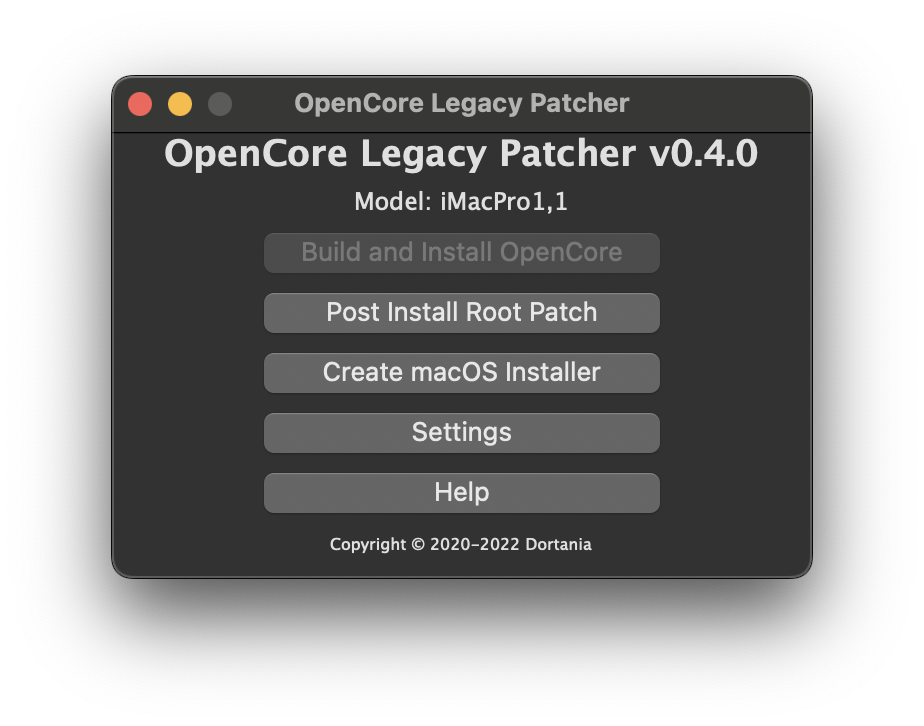 OpenCore Legacy Patcher
OpenCore Legacy Patcher v0.4.0
Model: iMacPro1,1
Build and Install OpenCore
Post Install Root Patch
Create macOS Installer
Settings
Help
Copyright © 2020-2022 Dortania